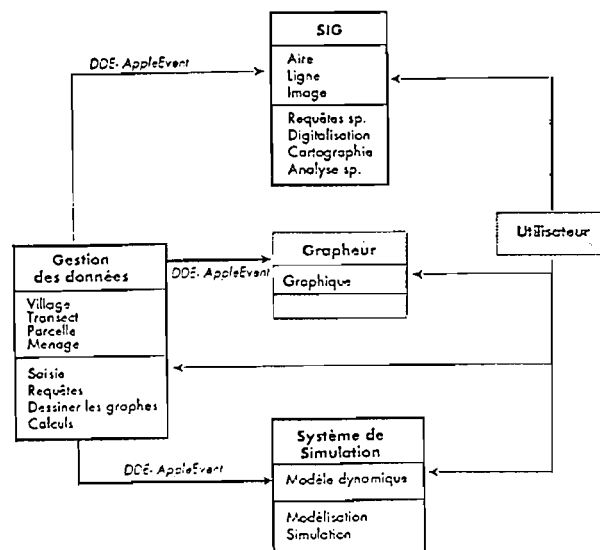 SIG
Aire
Ligne
Image
Requêtes sp.
Digitalisation
Cartographie
Analyse sp.
DDE- AppleEvent
Utilisateur
Gestion
des données
Village
Transect
Parcelle
Menage
Saisie
Requêtes
Dessiner les graphes
Calculs
DDE- AppleEvent
Grapheur
Graphique
Système de
Simulation
Modèle dynamique
Modélisation
Simulation
DDE- AppleEvent